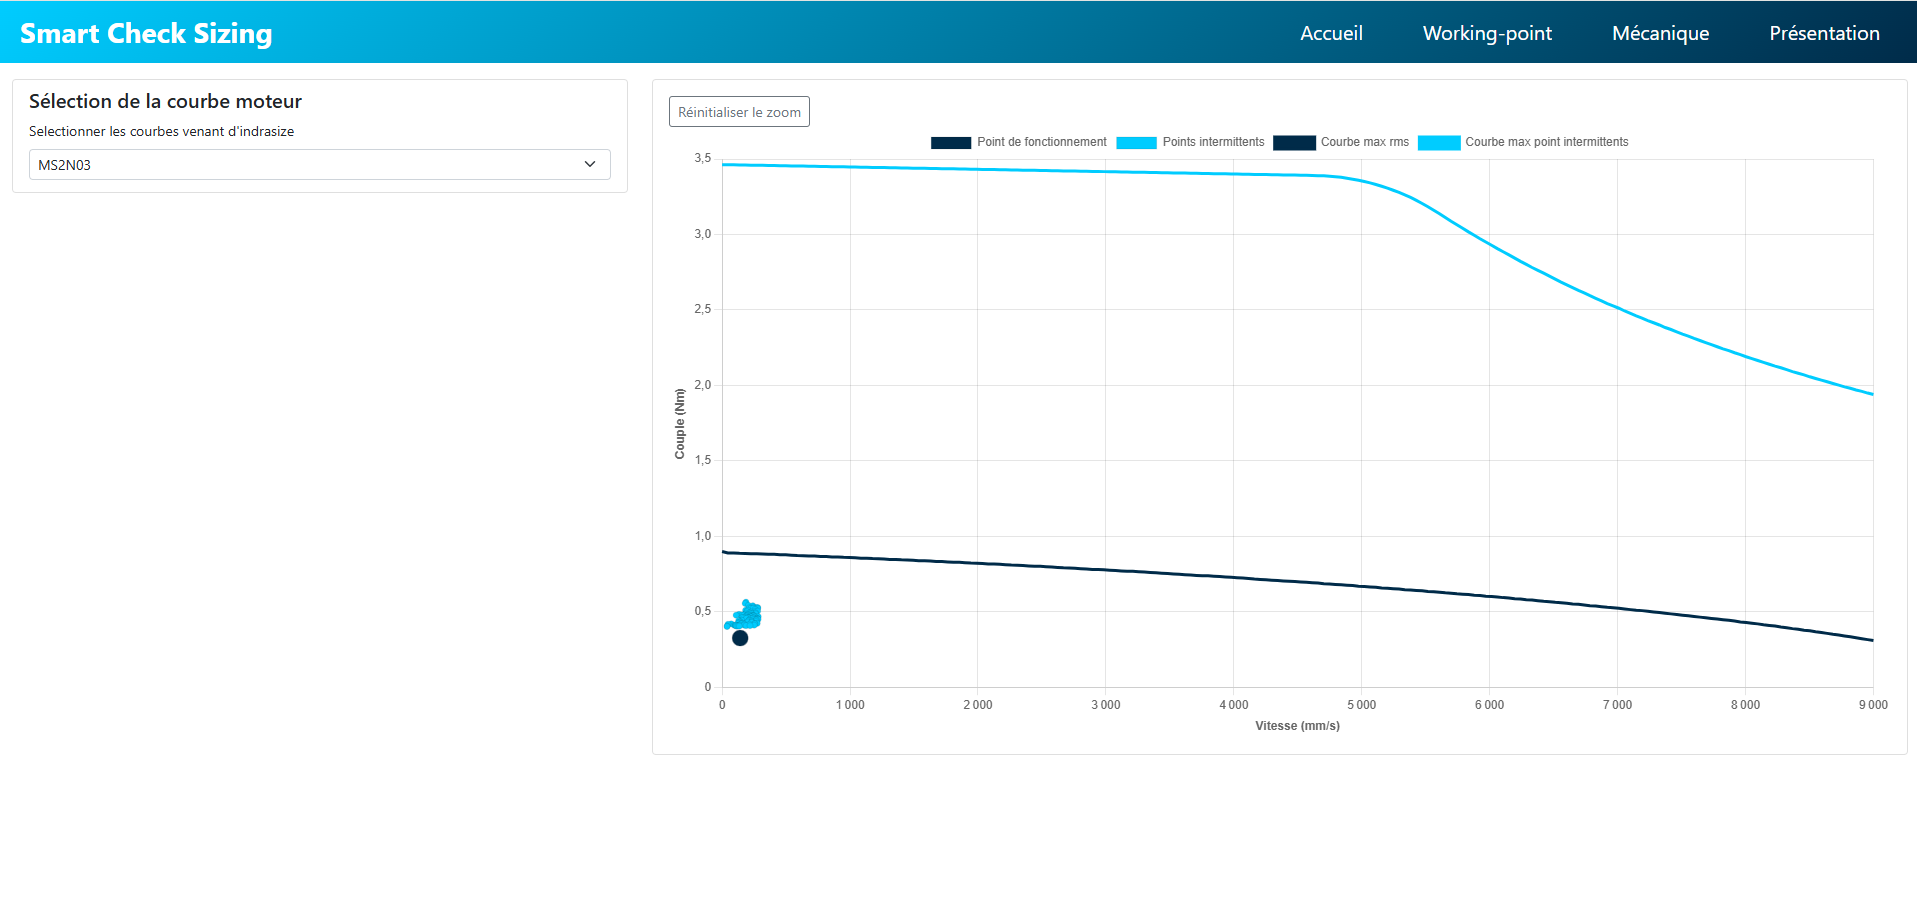 Smart Check Sizing
Accueil Working-point Mécanique Présentation
Sélection de la courbe moteur
Selectionner les courbes venant d'indrasize
MS2N03
Réinitialiser le zoom
Point de fonctionnement Points intermittents Courbe max rms Courbe max point intermittents
3,5
3,0
2,5
2,0
1,5
1,0
0,5
0
Couple (Nm)
0 1 000 2 000 3 000 4 000 5 000 6 000 7 000 8 000 9 000
Vitesse (mm/s)